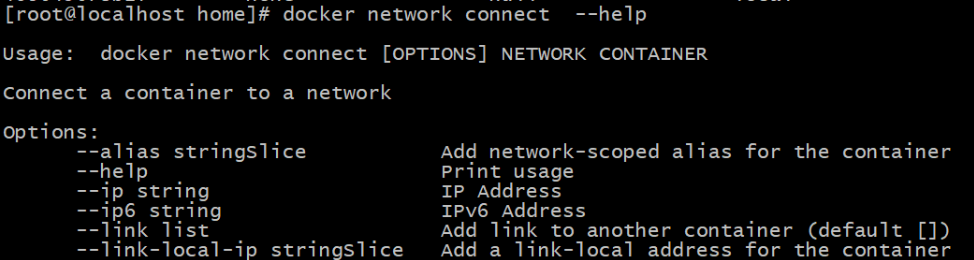 [root@localhost home]# docker network connect  --help
Usage:  docker network connect [OPTIONS] NETWORK CONTAINER
Connect a container to a network
Options:
      --alias stringSlice           Add network-scoped alias for the container
      --help                        Print usage
      --ip string                   IP Address
      --ip6 string                  IPv6 Address
      --link list                   Add link to another container (default [])
      --link-local-ip stringSlice   Add a link-local address for the container